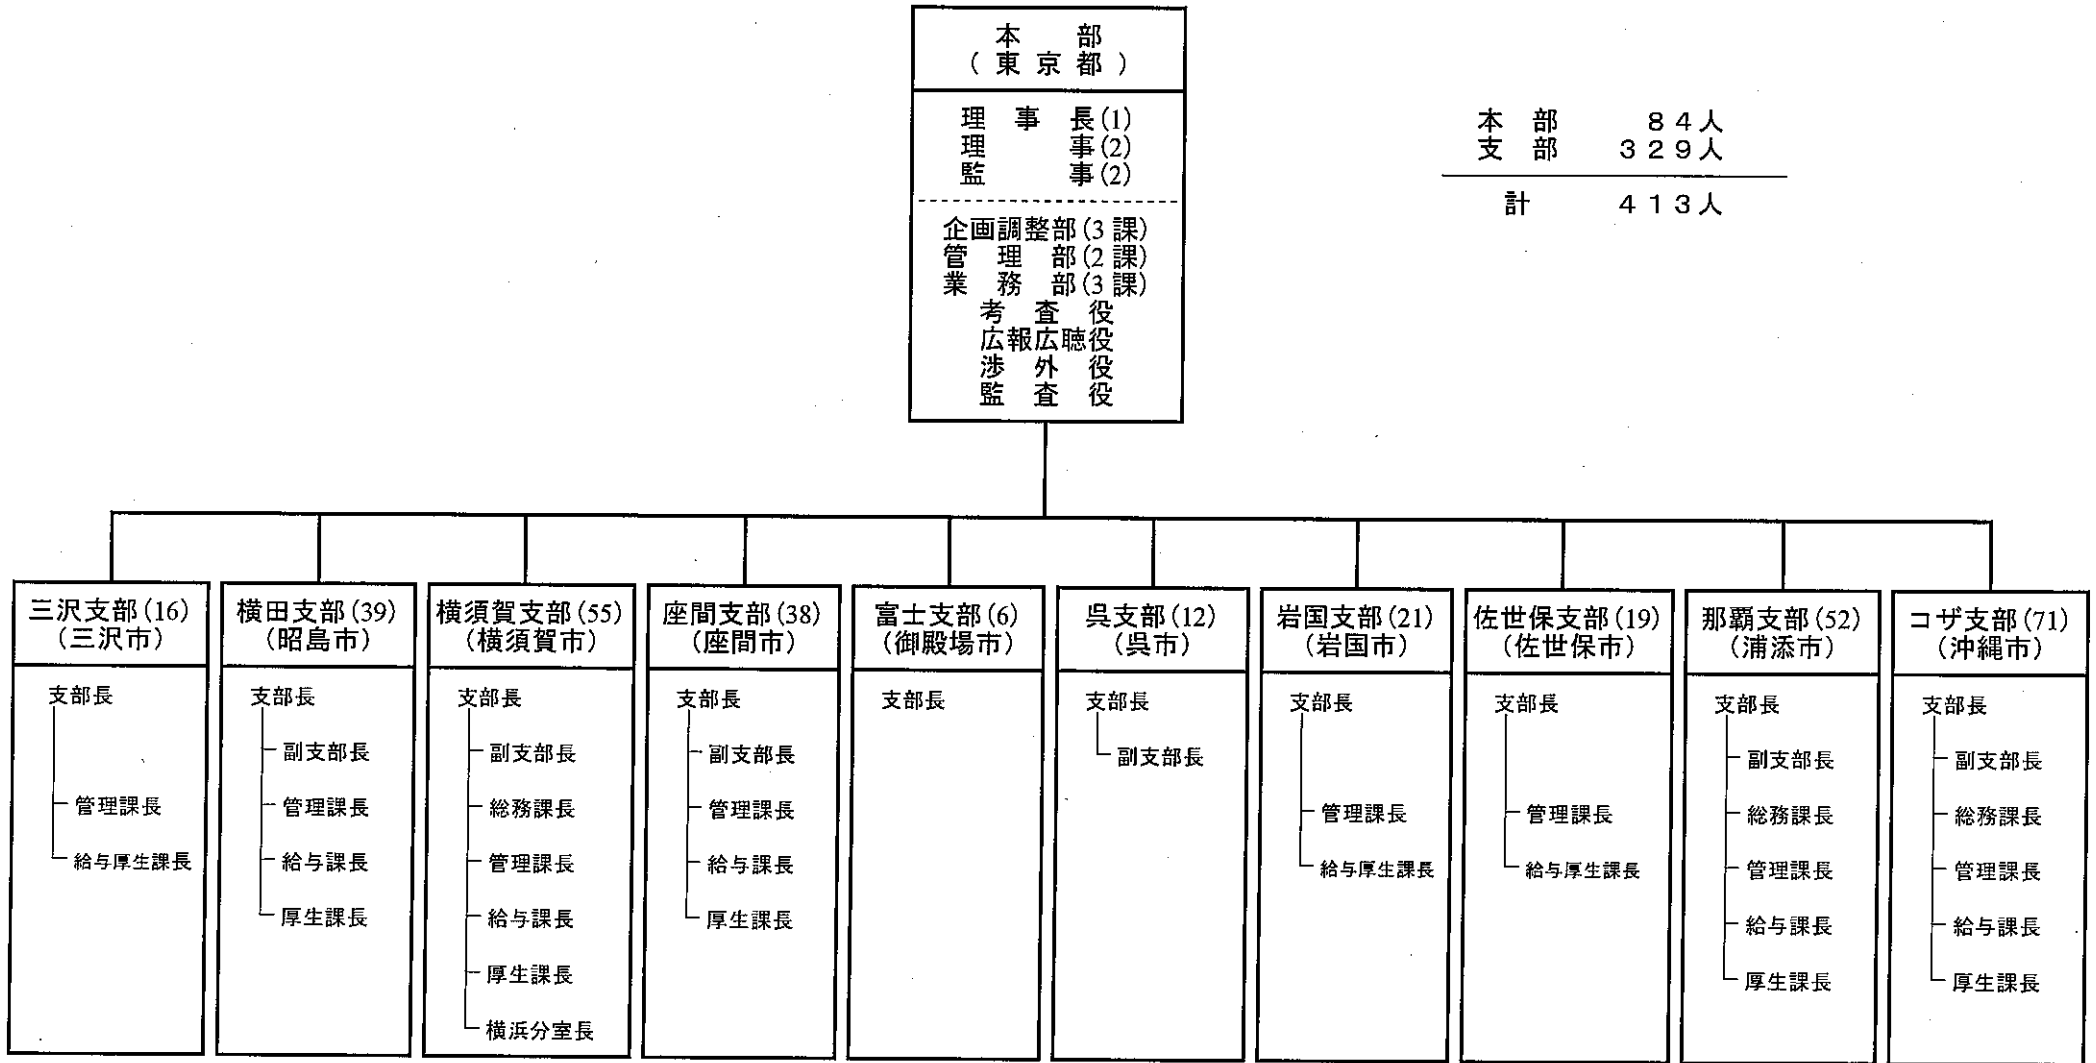 本部
(東京都)
理事長(1)
理事(2)
監事(2)
企画調整部(3課)
管理部(2課)
業務部(3課)
考査役
広報広聴役
渉外役
監査役
本部 84人
支部 329人
計 413人
三沢支部(16)
(三沢市)
支部長
管理課長
給与厚生課長
横田支部(39)
(昭島市)
支部長
副支部長
管理課長
給与課長
厚生課長
横須賀支部(55)
(横須賀市)
支部長
副支部長
総務課長
管理課長
給与課長
厚生課長
横浜分室長
座間支部(38)
(座間市)
支部長
副支部長
管理課長
給与課長
厚生課長
富士支部(6)
(御殿場市)
支部長
呉支部(12)
(呉市)
支部長
副支部長
岩国支部(21)
(岩国市)
支部長
管理課長
給与厚生課長
佐世保支部(19)
(佐世保市)
支部長
管理課長
給与厚生課長
那覇支部(52)
(浦添市)
支部長
副支部長
総務課長
管理課長
給与課長
厚生課長
コザ支部(71)
(沖縄市)
支部長
副支部長
総務課長
管理課長
給与課長
厚生課長